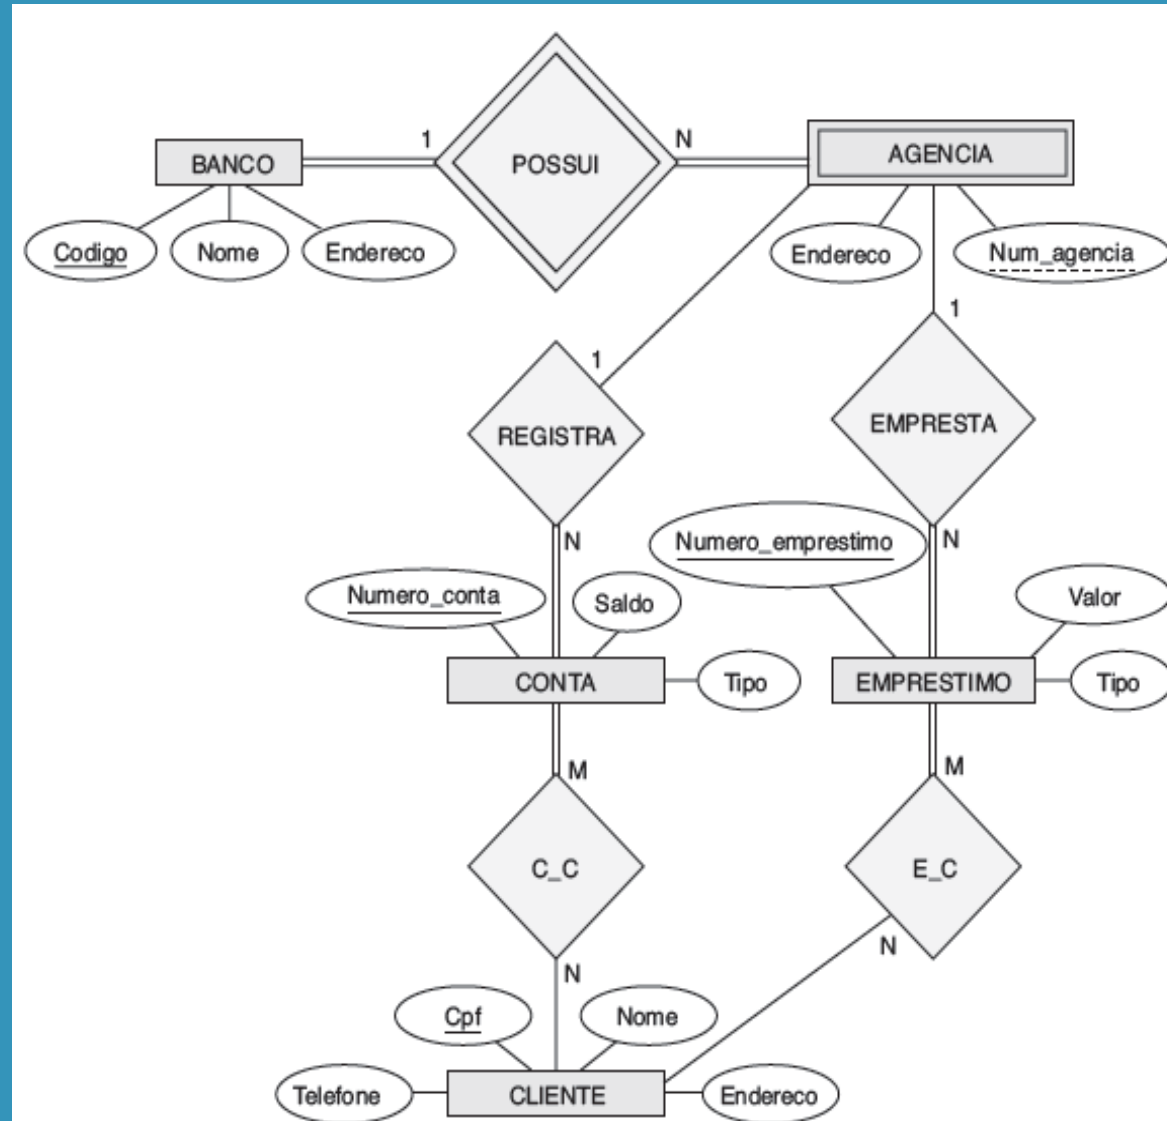 1
N
BANCO
POSSUI
AGENCIA
Codigo
Nome
Endereco
Endereco
Num_agencia
1
1
REGISTRA
EMPRESTA
N
N
Numero_emprestimo
Numero_conta
Saldo
Valor
CONTA
Tipo
EMPRESTIMO
Tipo
M
M
C_C
E_C
N
N
Cpf
Nome
Telefone
CLIENTE
Endereco